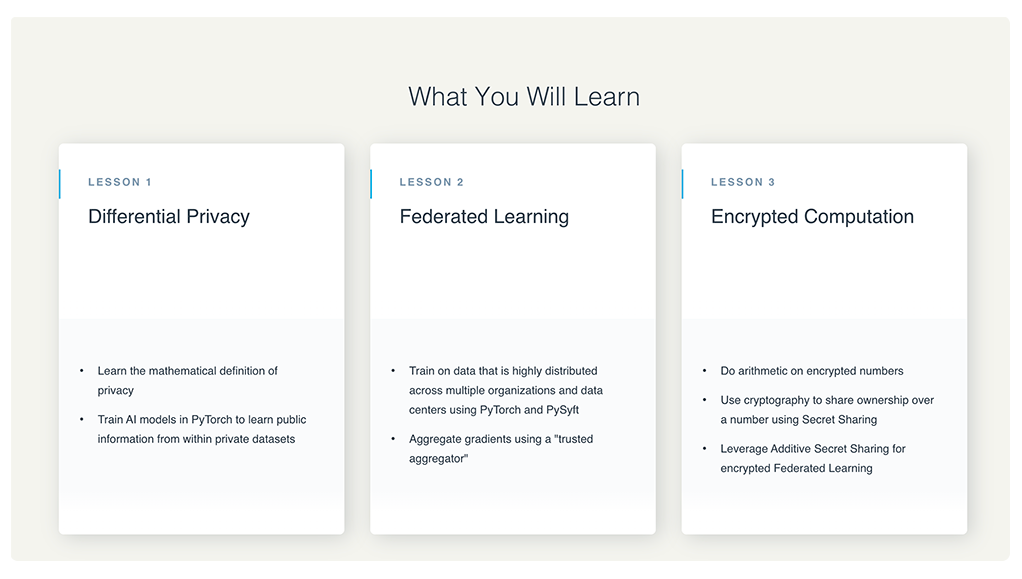 What You Will Learn
LESSON 1
Differential Privacy
• Learn the mathematical definition of
privacy
• Train AI models in PyTorch to learn public
information from within private datasets
LESSON 2
Federated Learning
• Train on data that is highly distributed
across multiple organizations and data
centers using PyTorch and PySyft
• Aggregate gradients using a "trusted
aggregator"
LESSON 3
Encrypted Computation
• Do arithmetic on encrypted numbers
• Use cryptography to share ownership over
a number using Secret Sharing
• Leverage Additive Secret Sharing for
encrypted Federated Learning